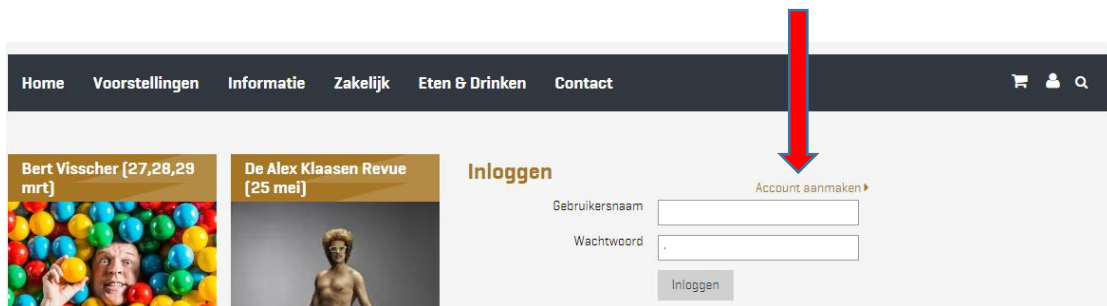 Home Voorstellingen Informatie Zakelijk Eten & Drinken Contact
Bert Visscher (27,28,29
mrt)
De Alex Klaasen Revue
(25 mei)
Inloggen
Account aanmaken
Gebruikersnaam
Wachtwoord
Inloggen